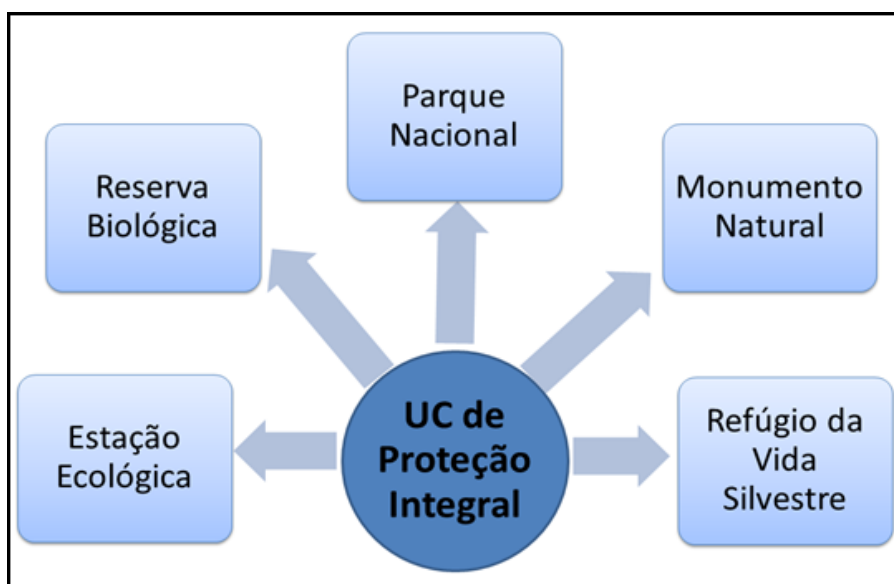 Parque
Nacional
Reserva
Biológica
Monumento
Natural
UC de
Proteção
Integral
Estação
Ecológica
Refúgio da
Vida
Silvestre